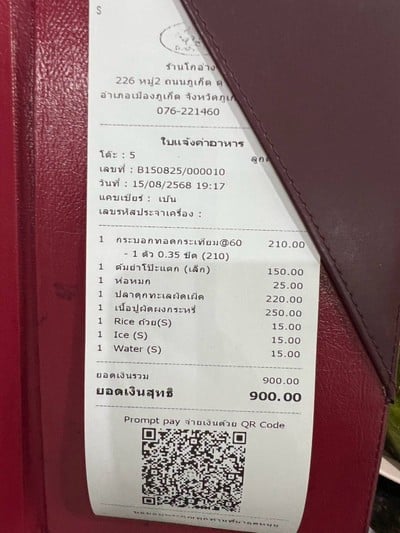 S
ร้านโกอ่าง
226 หมู่2 ถนนภูเก็ต ต
อำเภอเมืองภูเก็ต จังหวัดภูเก
076-221460
ใบแจ้งค่าอาหาร
โต๊ะ : 5 ลูกค
เลขที่ : B150825/000010
วันที่ : 15/08/2568 19:17
แคชเชียร์ : เบ้น
เลขรหัสประจำเครื่อง :
1 กระบอกทอดกระเทียม@60 210.00
- 1 ตัว 0.35 ขีด (210)
1 ต้มยำโป๊ะแตก (เล็ก) 150.00
1 ห่อหมก 25.00
1 ปลาดุกทะเลผัดเผ็ด 220.00
1 เนื้อปูผัดผงกระหรี่ 250.00
1 Rice ถ้วย(S) 15.00
1 Ice (S) 15.00
1 Water (S) 15.00
ยอดเงินรวม 900.00
ยอดเงินสุทธิ 900.00
Prompt pay จ่ายเงินด้วย QR Code